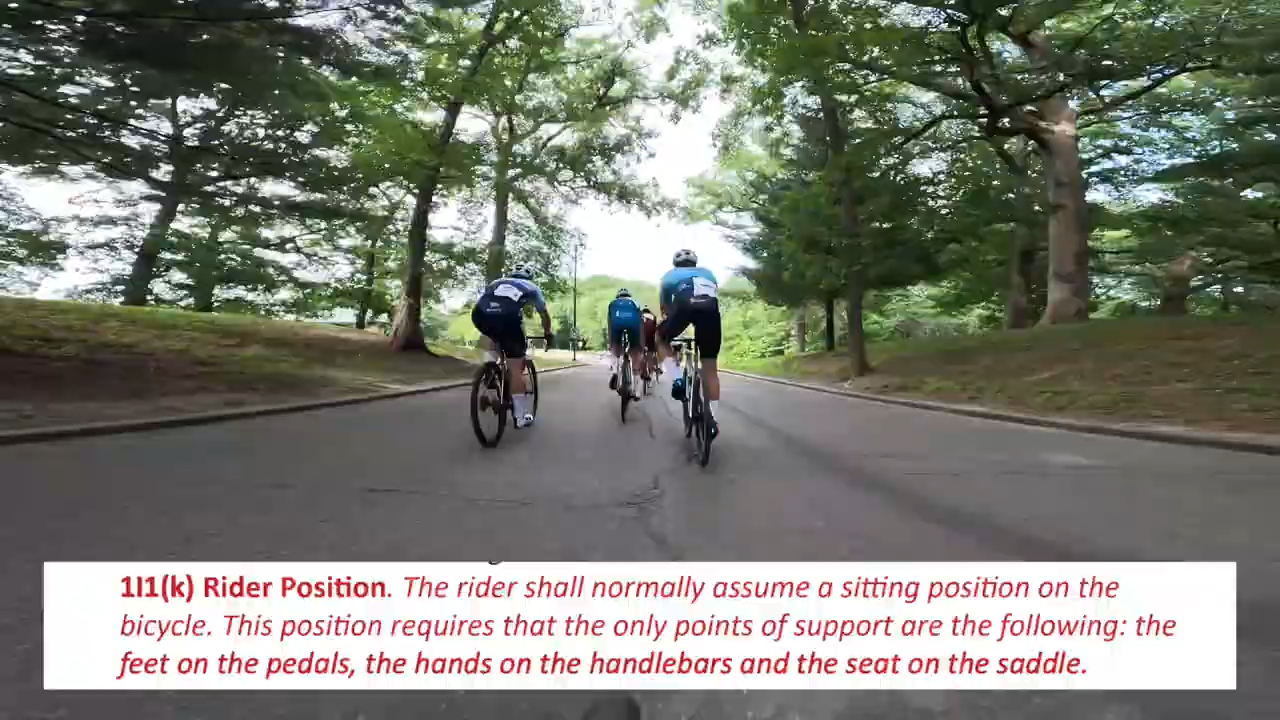 1I1(k) Rider Position. The rider shall normally assume a sitting position on the
bicycle. This position requires that the only points of support are the following: the
feet on the pedals, the hands on the handlebars and the seat on the saddle.